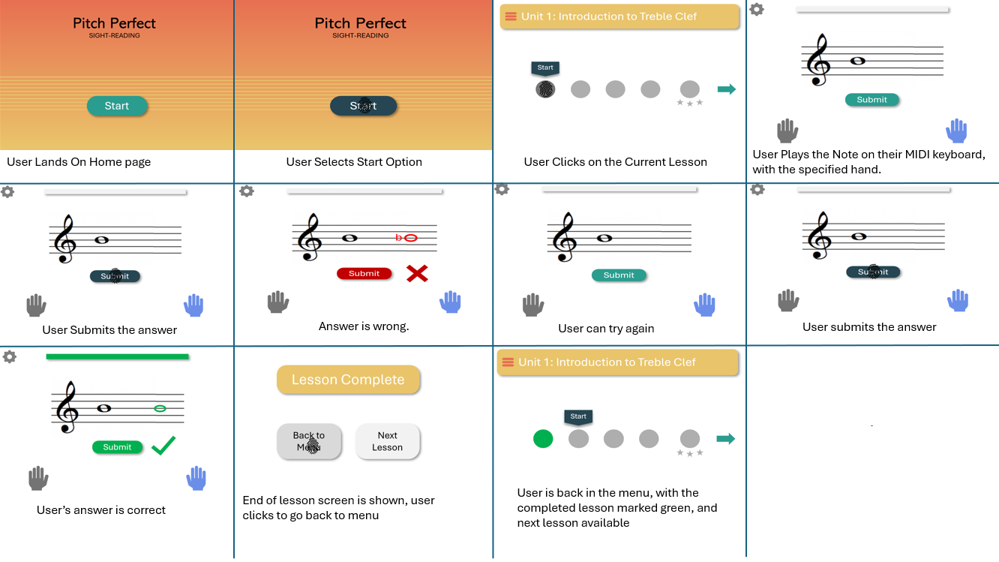 Pitch Perfect
SIGHT-READING
Start
User Lands On Home page
Pitch Perfect
SIGHT-READING
Start
User Selects Start Option
Unit 1: Introduction to Treble Clef
Start
User Clicks on the Current Lesson
Submit
User Plays the Note on their MIDI keyboard,
with the specified hand.
Submit
User Submits the answer
b
Submit
Answer is wrong.
Submit
User can try again
Submit
User submits the answer
Submit
User’s answer is correct
Lesson Complete
Back to
Menu
Next
Lesson
End of lesson screen is shown, user
clicks to go back to menu
Unit 1: Introduction to Treble Clef
Start
User is back in the menu, with the
completed lesson marked green, and
next lesson available
-